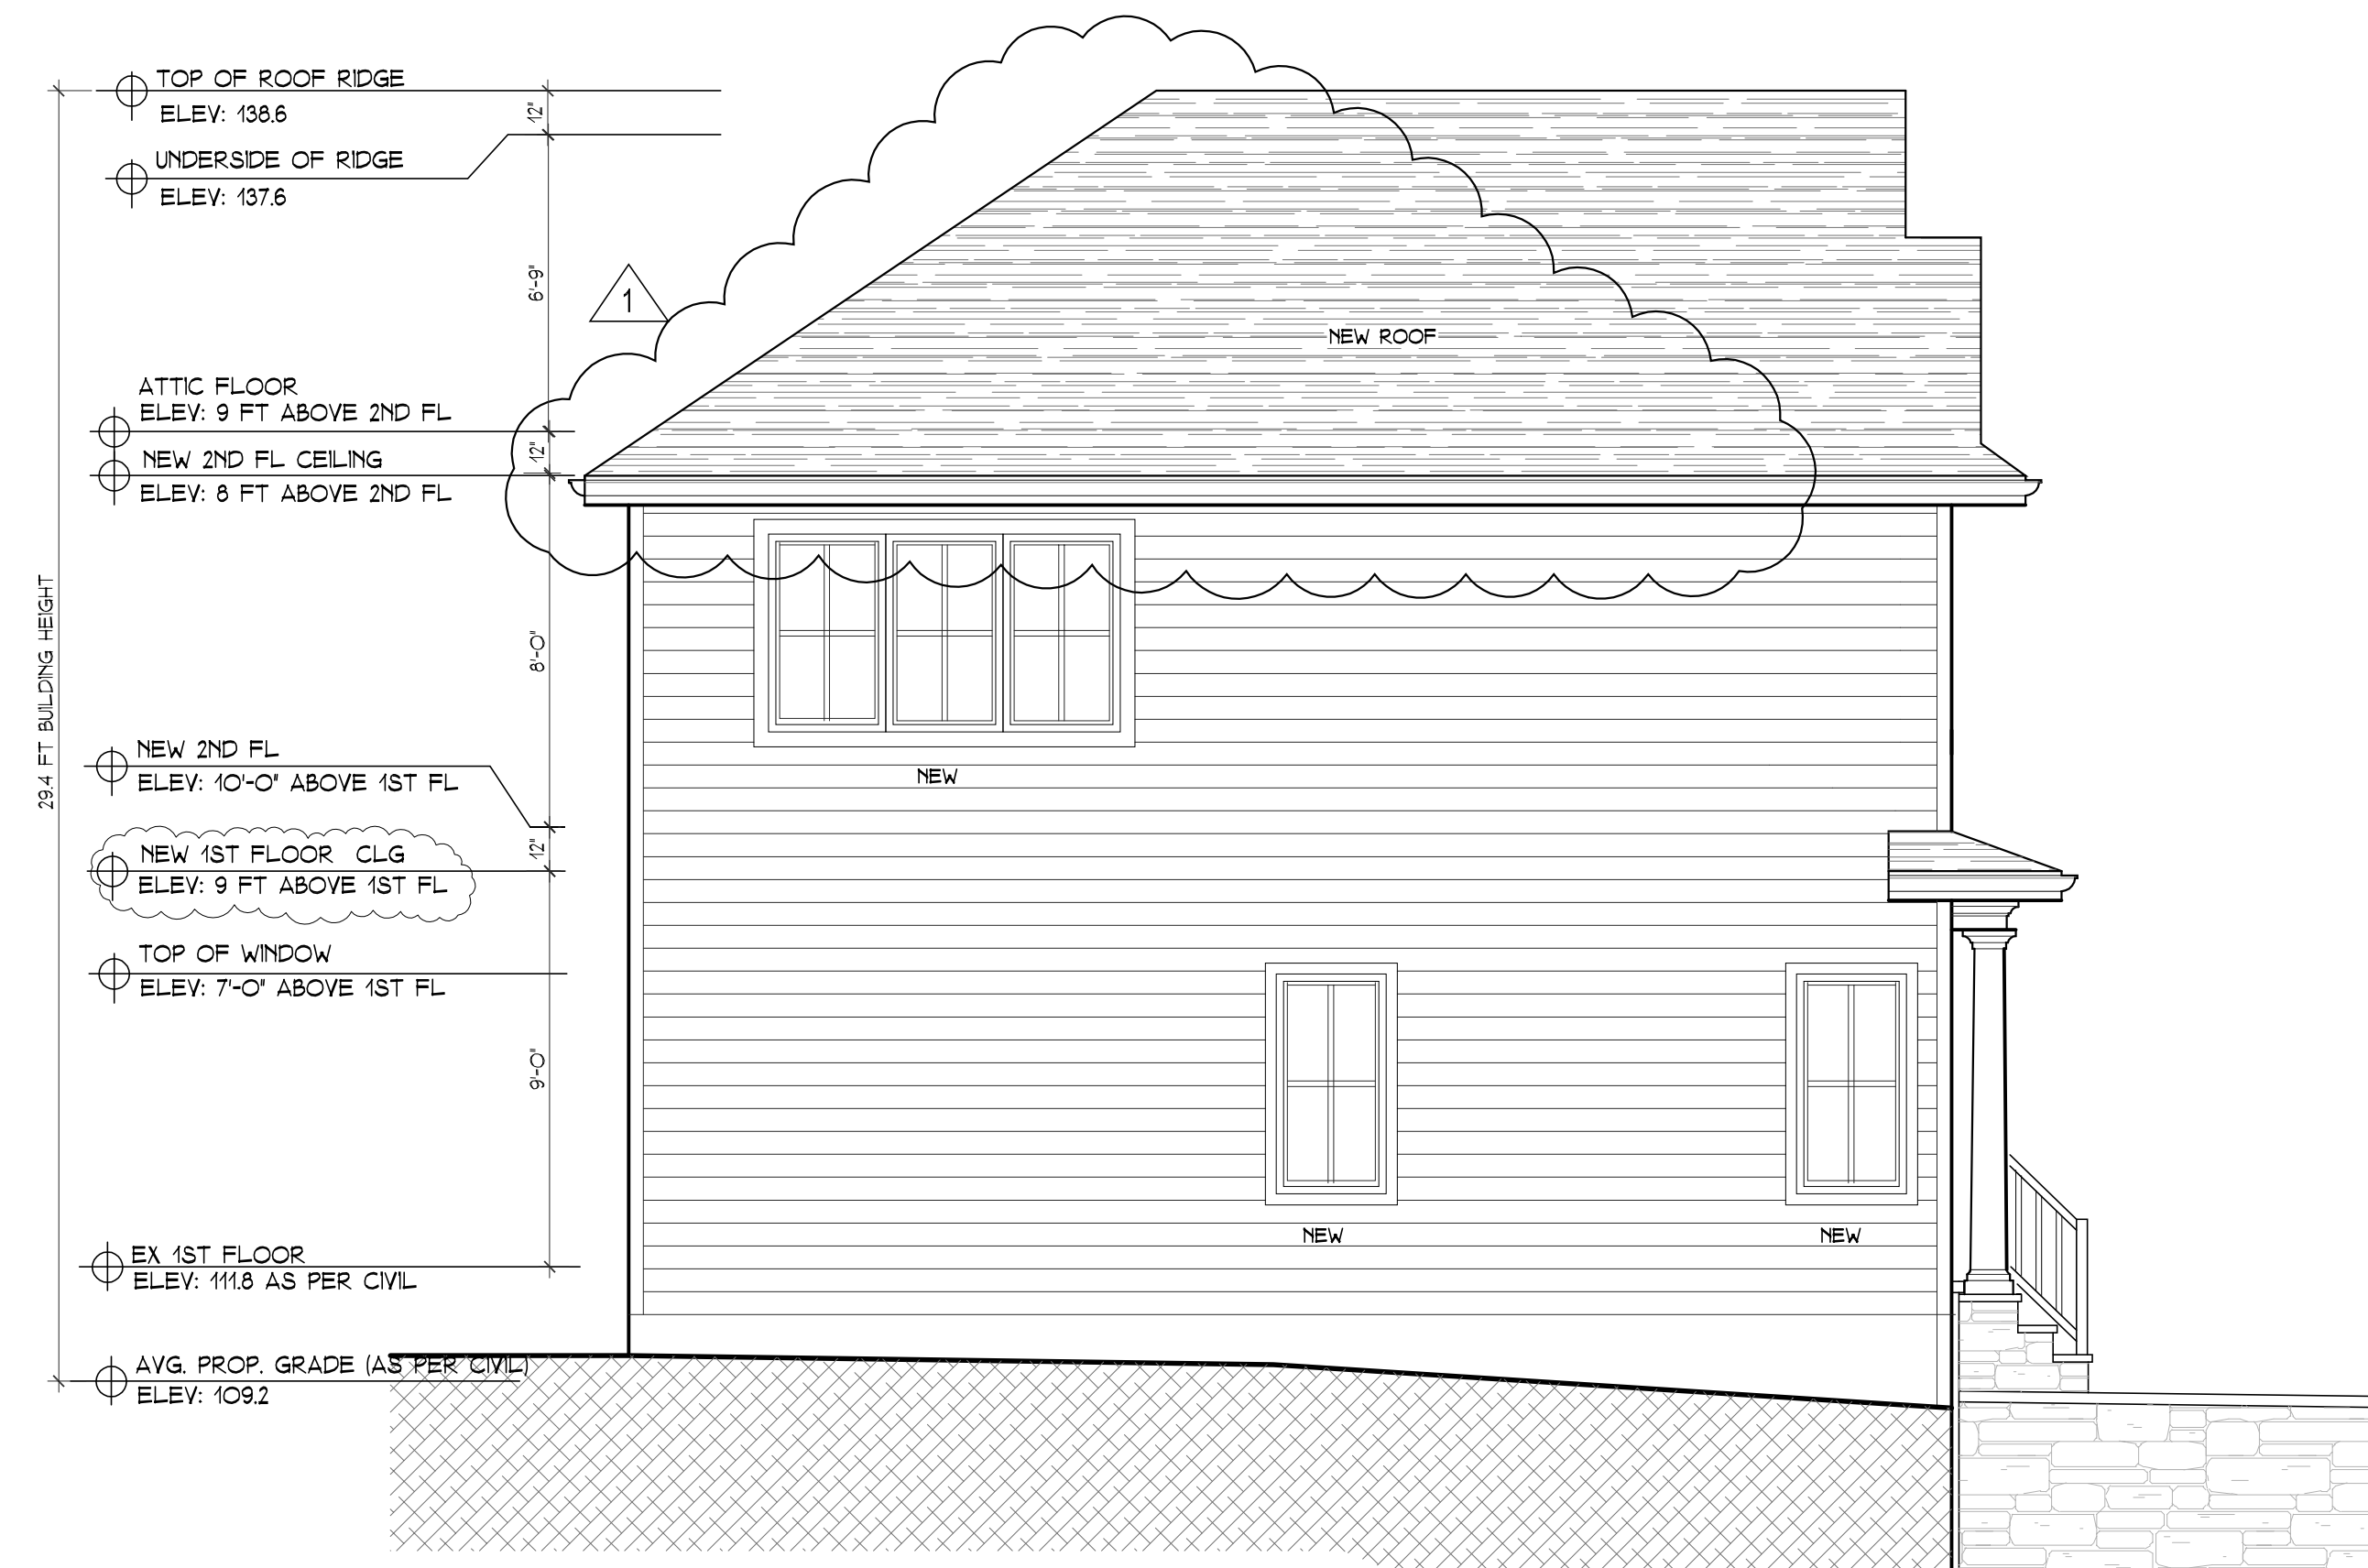 TOP OF ROOF RIDGE
ELEV: 138.6
12"
UNDERSIDE OF RIDGE
ELEV: 137.6
6'-9"
1
NEW ROOF
ATTIC FLOOR
ELEV: 9 FT ABOVE 2ND FL
12"
NEW 2ND FL CEILING
ELEV: 8 FT ABOVE 2ND FL
29.4 FT BUILDING HEIGHT
8'-0"
NEW 2ND FL
ELEV: 10'-0" ABOVE 1ST FL
NEW
12"
NEW 1ST FLOOR CLG
ELEV: 9 FT ABOVE 1ST FL
TOP OF WINDOW
ELEV: 7'-0" ABOVE 1ST FL
9'-0"
NEW
NEW
EX 1ST FLOOR
ELEV: 111.8 AS PER CIVIL
AVG. PROP. GRADE (AS PER CIVIL)
ELEV: 109.2